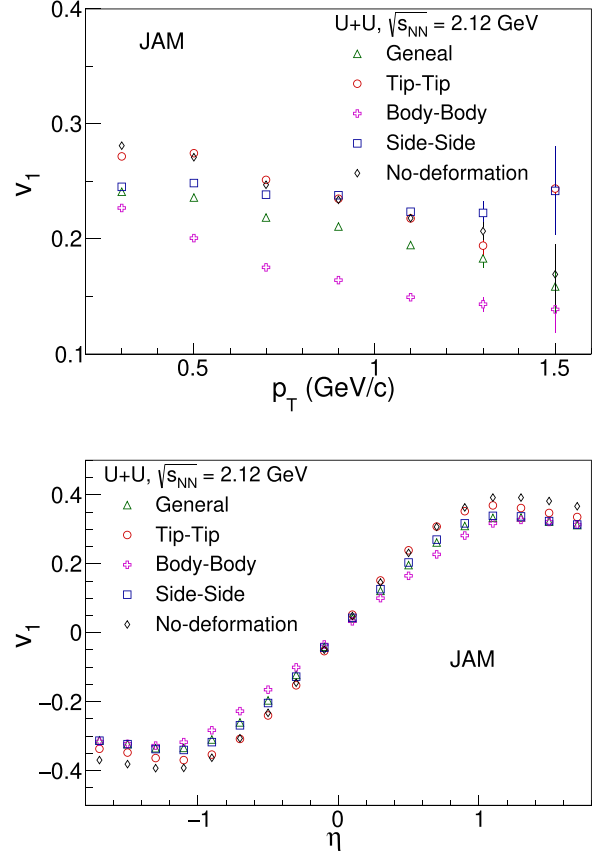 0.4
JAM
U+U, √sNN = 2.12 GeV
Geneal
Tip-Tip
0.3
Body-Body
Side-Side
No-deformation
v1
0.2
0.1
0.5
1
1.5
pT (GeV/c)
U+U, √sNN = 2.12 GeV
0.4
General
Tip-Tip
0.2
Body-Body
Side-Side
No-deformation
v1
0
JAM
−0.2
−0.4
−1
0
1
η